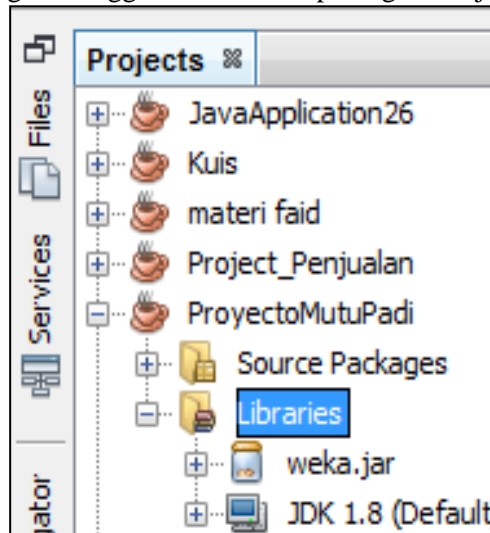 Projects
JavaApplication26
Kuis
materi faid
Project_Penjualan
ProyectoMutuPadi
Source Packages
Libraries
weka.jar
JDK 1.8 (Default
Files
Services
gator